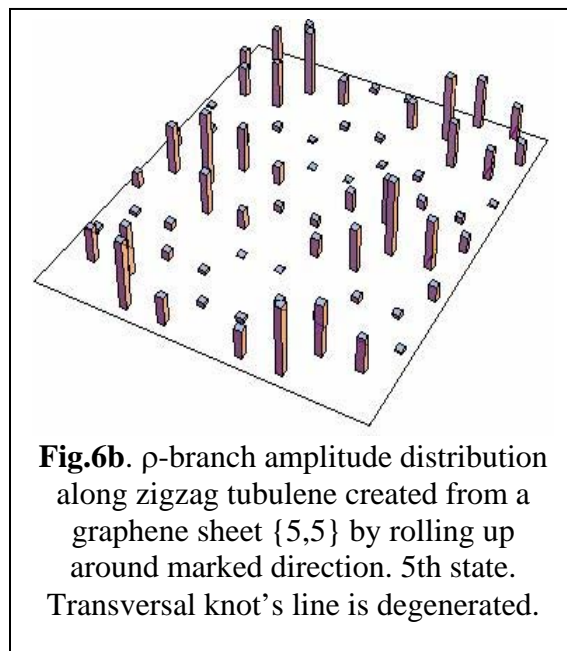 Fig.6b. ρ-branch amplitude distribution
along zigzag tubulene created from a
graphene sheet {5,5} by rolling up
around marked direction. 5th state.
Transversal knot's line is degenerated.